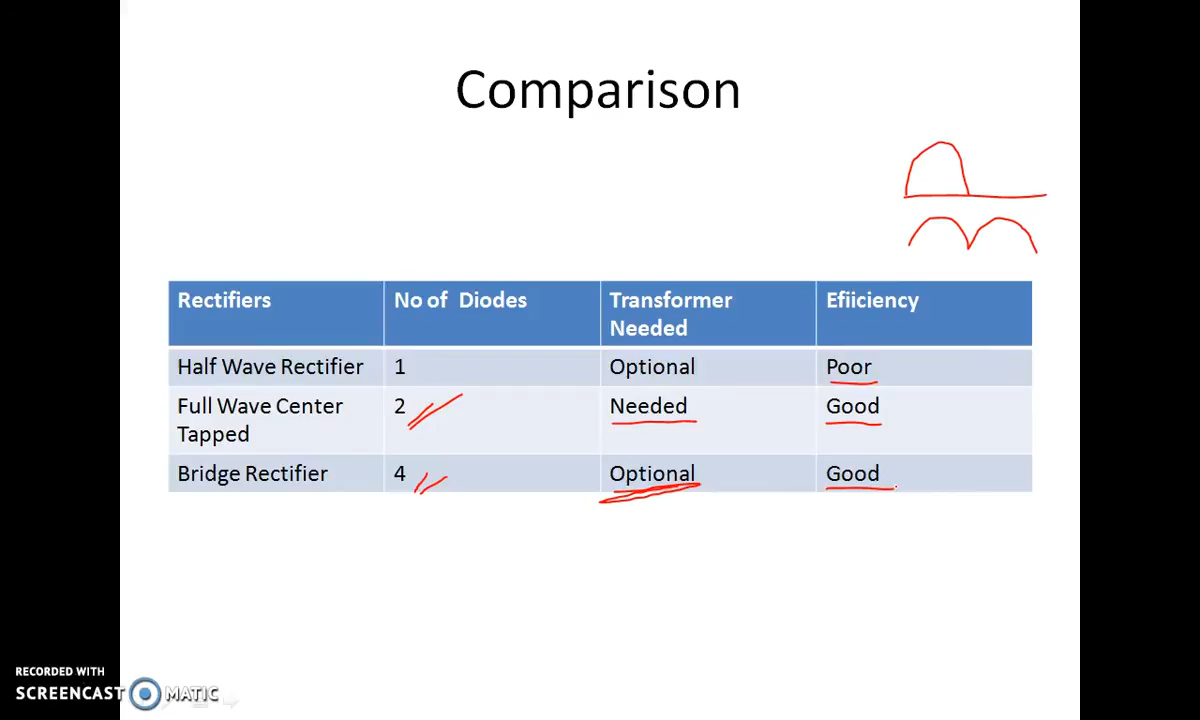 Comparison
Rectifiers No of Diodes Transformer Needed Efiiciency
Half Wave Rectifier 1 Optional Poor
Full Wave Center Tapped 2 Needed Good
Bridge Rectifier 4 Optional Good
RECORDED WITH
SCREENCAST MATIC